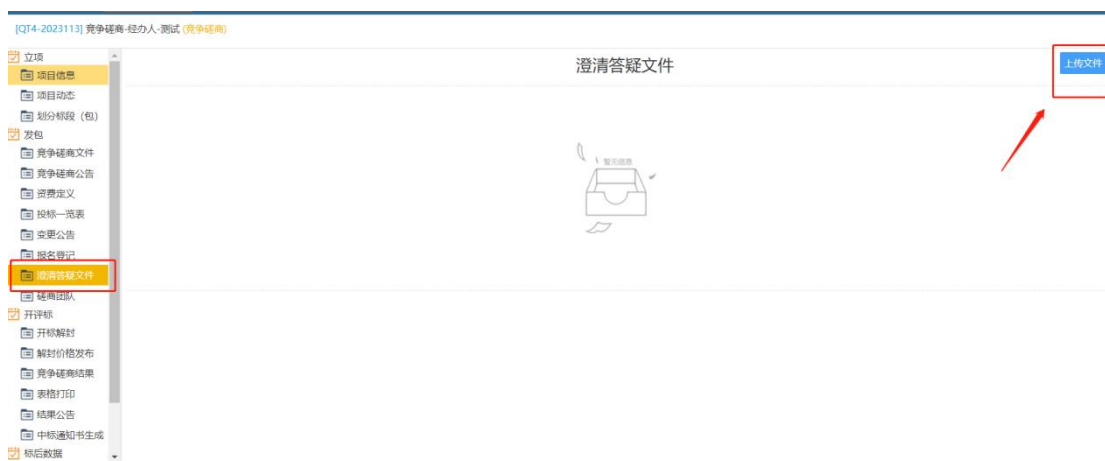 [QT4-2023113] 竞争磋商-经办人-测试 (竞争磋商)
立项
项目信息
项目动态
划分标段（包）
发包
竞争磋商文件
竞争磋商公告
资费定义
投标一览表
变更公告
报名登记
澄清答疑文件
磋商团队
开评标
开标解封
解封价格发布
竞争磋商结果
表格打印
结果公告
中标通知书生成
标后数据
澄清答疑文件
上传文件
暂无信息